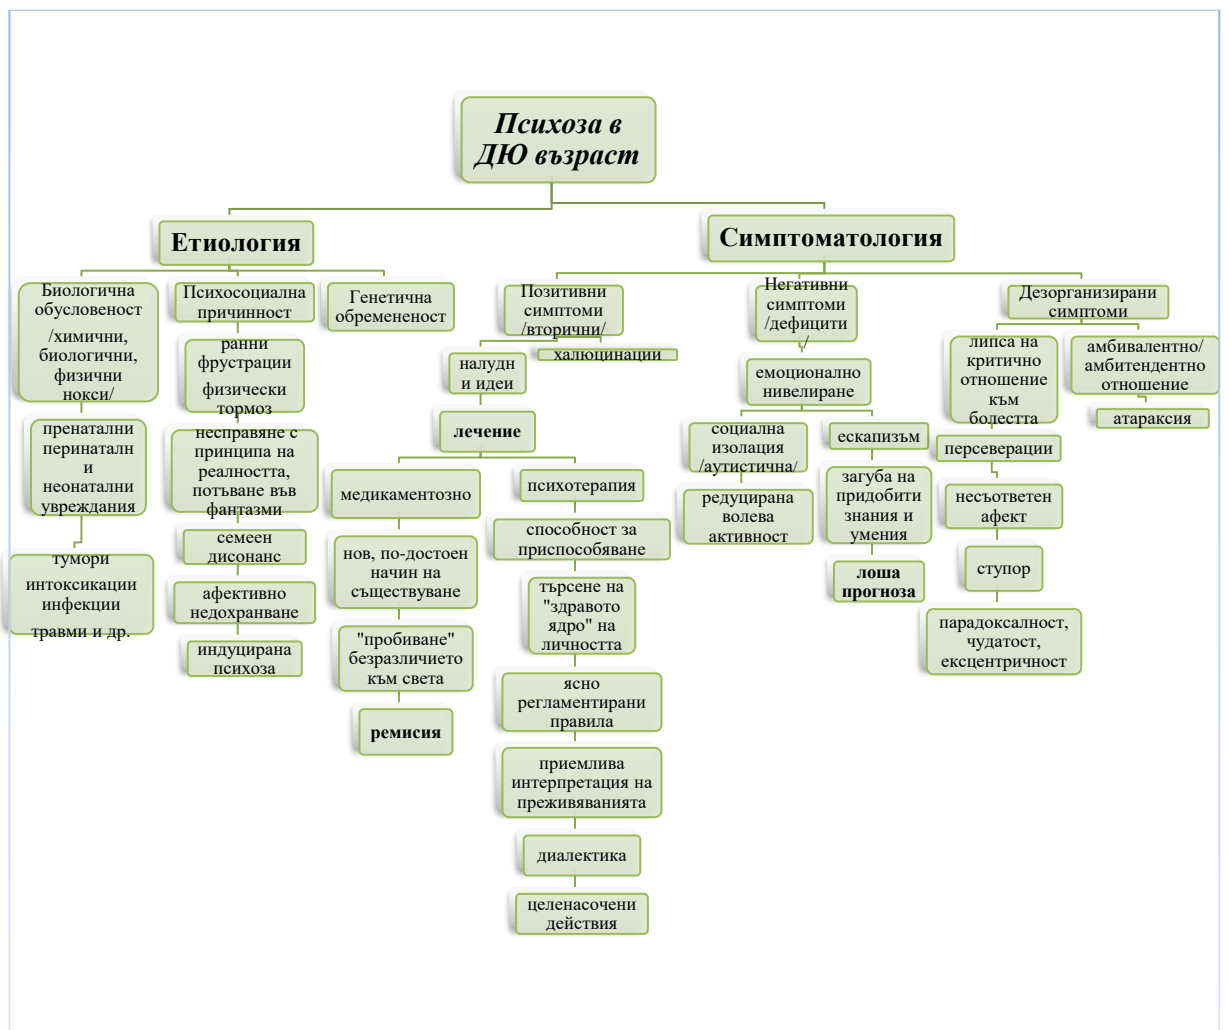 Психоза в
ДЮ възраст
Етиология
Симптоматология
Биологична
обусловеност
/химични,
биологични,
физични
нокси/
пренатални
перинаталн
и
неонатални
увреждания
тумори
интоксикации
инфекции
травми и др.
Психосоциална
причинност
ранни
фрустрации
физически
тормоз
несправяне с
принципа на
реалността,
потъване във
фантазми
семеен
дисонанс
афективно
недохранване
индуцирана
психоза
Генетична
обремененост
Позитивни
симптоми
/вторични/
налудн
и идеи
халюцинации
лечение
медикаментозно
нов, по-достоен
начин на
съществуване
"пробиване"
безразличието
към света
ремисия
психотерапия
способност за
приспособяване
търсене на
"здравото
ядро" на
личността
ясно
регламентирани
правила
приемлива
интерпретация на
преживяванията
диалектика
целенасочени
действия
Негативни
симптоми
/дефицити
/
емоционално
нивелиране
социална
изолация
/аутистична/
редуцирана
волева
активност
ескапизъм
загуба на
придобити
знания и
умения
лоша
прогноза
Дезорганизирани
симптоми
липса на
критично
отношение
към
болестта
персеверации
несъответен
афект
ступор
парадоксалност,
чудатост,
ексцентричност
амбивалентно/
амбитендентно
отношение
атараксия